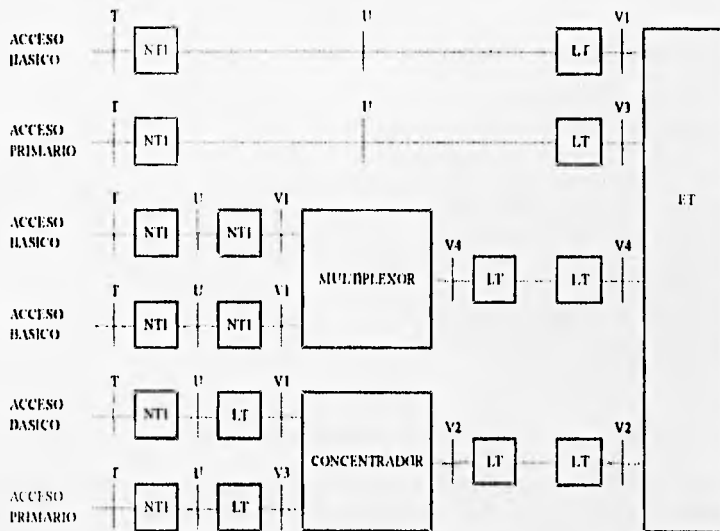 T U V1
ACCESO
BASICO NT1 LT
T U V3
ACCESO
PRIMARIO NT1 LT
ET
T U V1
ACCESO
BASICO NT1 NT1
V4 V4
MULTIPLEXOR LT LT
T U V1
ACCESO
BASICO NT1 NT1
T U V1
ACCESO
DASICO NT1 LT
V2 V2
CONCENTRADOR LT LT
T U V3
ACCESO
PRIMARIO NT1 LT